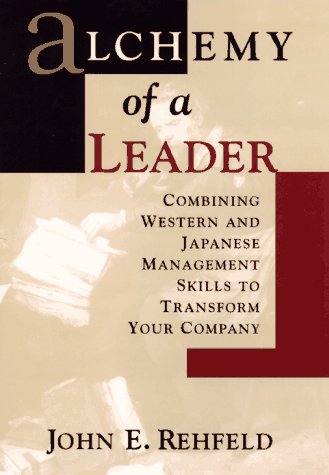 aLCHEMY
of a
LEADER
COMBINING
WESTERN AND
JAPANESE
MANAGEMENT
SKILLS TO
TRANSFORM
YOUR COMPANY
JOHN E. REHFELD